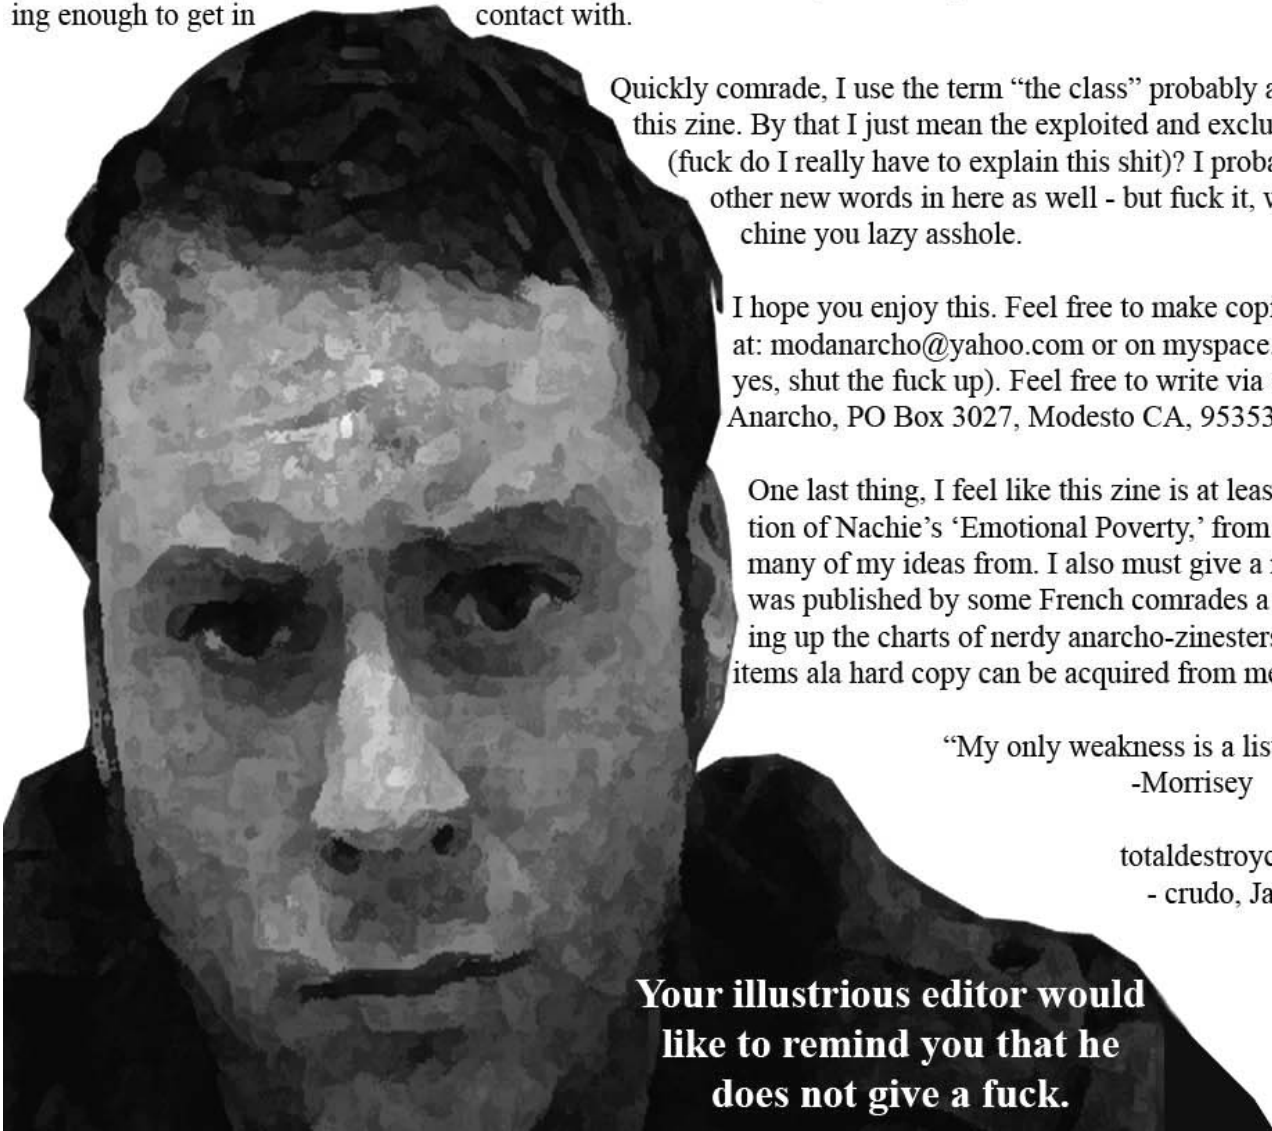 ing enough to get in contact with.
Quickly comrade, I use the term “the class” probably a
this zine. By that I just mean the exploited and exclu
(fuck do I really have to explain this shit)? I proba
other new words in here as well - but fuck it, w
chine you lazy asshole.
I hope you enjoy this. Feel free to make copi
at: modanarcho@yahoo.com or on myspace.
yes, shut the fuck up). Feel free to write via
Anarcho, PO Box 3027, Modesto CA, 95353
One last thing, I feel like this zine is at leas
tion of Nachie’s ‘Emotional Poverty,’ from
many of my ideas from. I also must give a
was published by some French comrades a
ing up the charts of nerdy anarcho-zinesters
items ala hard copy can be acquired from me
“My only weakness is a lis
-Morrisey
totaldestroyc
- crudo, Ja
Your illustrious editor would
like to remind you that he
does not give a fuck.